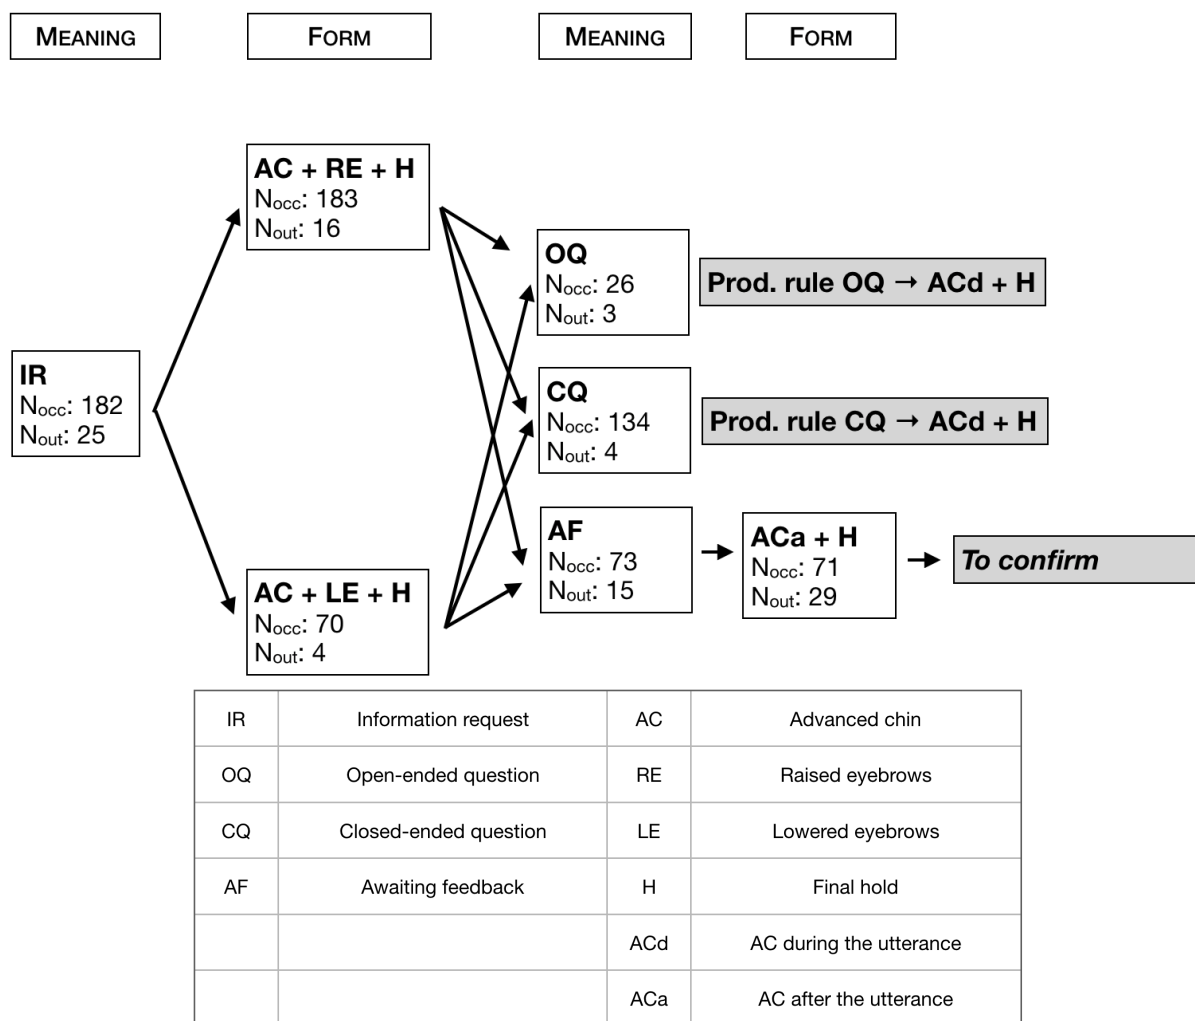 MEANING FORM MEANING FORM
AC + RE + H
Nocc: 183
Nout: 16
OQ
Nocc: 26
Nout: 3
Prod. rule OQ → ACd + H
IR
Nocc: 182
Nout: 25
CQ
Nocc: 134
Nout: 4
Prod. rule CQ → ACd + H
AF
Nocc: 73
Nout: 15
ACa + H
Nocc: 71
Nout: 29
To confirm
AC + LE + H
Nocc: 70
Nout: 4
IR Information request AC Advanced chin
OQ Open-ended question RE Raised eyebrows
CQ Closed-ended question LE Lowered eyebrows
AF Awaiting feedback H Final hold
ACd AC during the utterance
ACa AC after the utterance